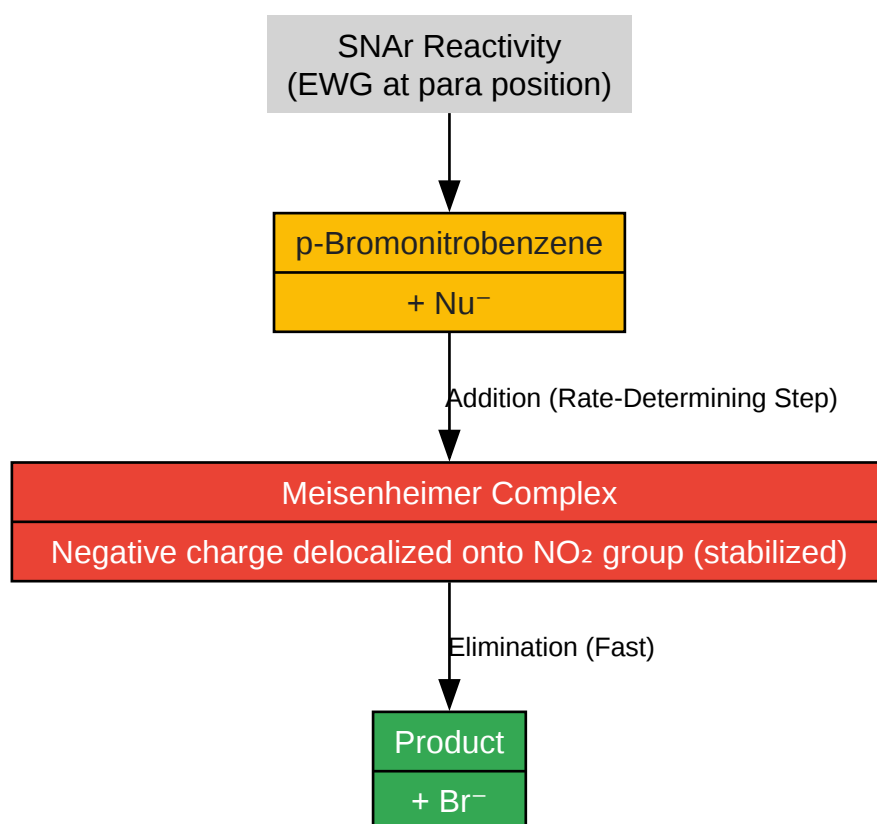 SNAr Reactivity
(EWG at para position)
p-Bromonitrobenzene
+ Nu⁻
Addition (Rate-Determining Step)
Meisenheimer Complex
Negative charge delocalized onto NO₂ group (stabilized)
Elimination (Fast)
Product
+ Br⁻